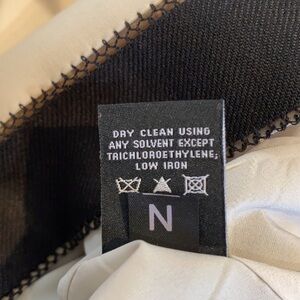 DRY CLEAN USING
ANY SOLVENT EXCEPT
TRICHLOROETHYLENE;
LOW IRON
N